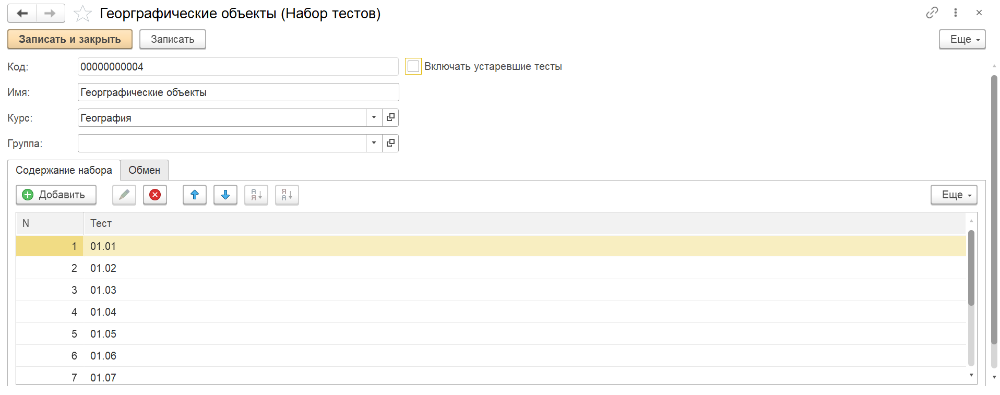 Геоrграфические объекты (Набор тестов)
Записать и закрыть
Записать
Еще
Код:
00000000004
Включать устаревшие тесты
Имя:
Георграфические объекты
Курс:
География
Группа:
Содержание набора
Обмен
Добавить
А
Я
Я
А
Еще
N
Тест
1
01.01
2
01.02
3
01.03
4
01.04
5
01.05
6
01.06
7
01.07